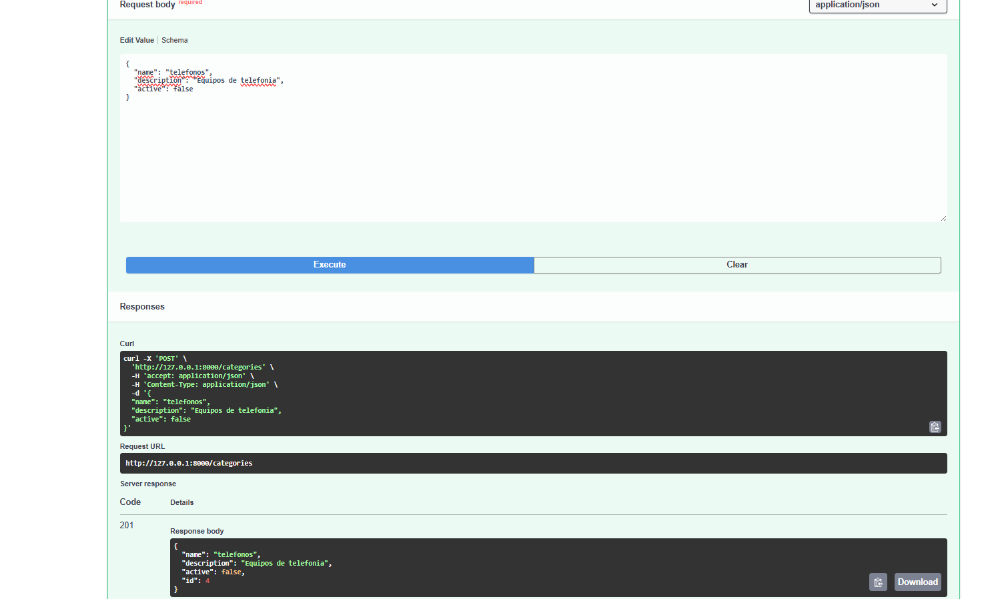 Request body required
application/json
Edit Value | Schema
{
  "name": "telefonos",
  "description": "Equipos de telefonia",
  "active": false
}
Execute
Clear
Responses
Curl
curl -X 'POST' \
  'http://127.0.0.1:8000/categories' \
  -H 'accept: application/json' \
  -H 'Content-Type: application/json' \
  -d '{
  "name": "telefonos",
  "description": "Equipos de telefonia",
  "active": false
}'
Request URL
http://127.0.0.1:8000/categories
Server response
Code Details
201
Response body
{
  "name": "telefonos",
  "description": "Equipos de telefonia",
  "active": false,
  "id": 4
}
Download